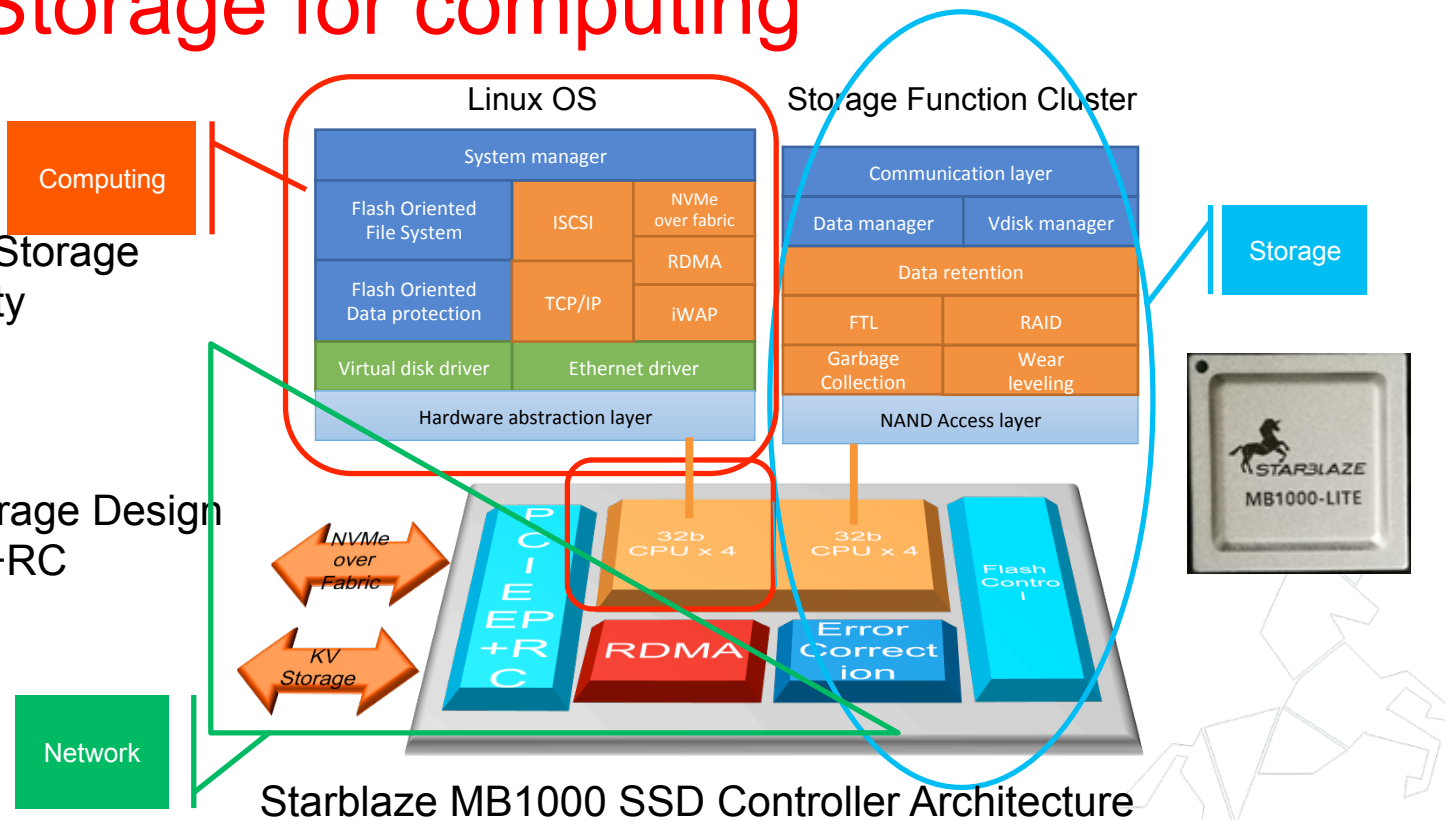 Storage for computing
Linux OS
Storage Function Cluster
Computing
System manager
Flash Oriented
File System
ISCSI
NVMe
over fabric
RDMA
Flash Oriented
Data protection
TCP/IP
iWAP
Virtual disk driver
Ethernet driver
Hardware abstraction layer
Communication layer
Data manager
Vdisk manager
Data retention
FTL
RAID
Garbage
Collection
Wear
leveling
NAND Access layer
Storage
Storage
ty
STARBLAZE
MB1000-LITE
rage Design
+RC
NVMe
over
Fabric
KV
Storage
P
C
I
E
EP
+R
C
32b
CPU x 4
32b
CPU x 4
Flash
Contro
l
RDMA
Error
Correct
ion
Network
Starblaze MB1000 SSD Controller Architecture